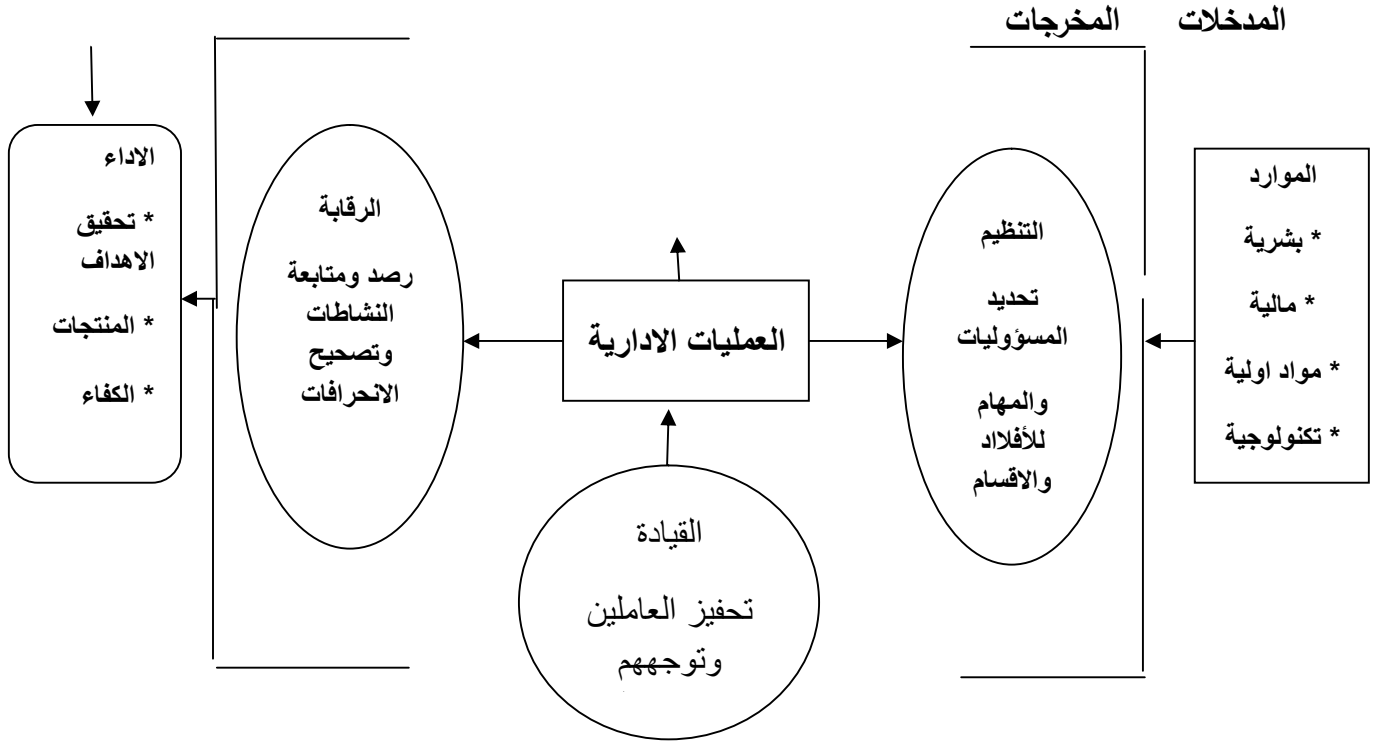 المدخلات المخرجات
الموارد
* بشرية
* مالية
* مواد اولية
* تكنولوجية
التنظيم
تحديد
المسؤوليات
والمهام
للأفلااد
والاقسام
العمليات الادارية
القيادة
تحفيز العاملين
وتوجههم
الرقابة
رصد ومتابعة
النشاطات
وتصحيح
الانحرافات
الاداء
* تحقيق
الاهداف
* المنتجات
* الكفاء